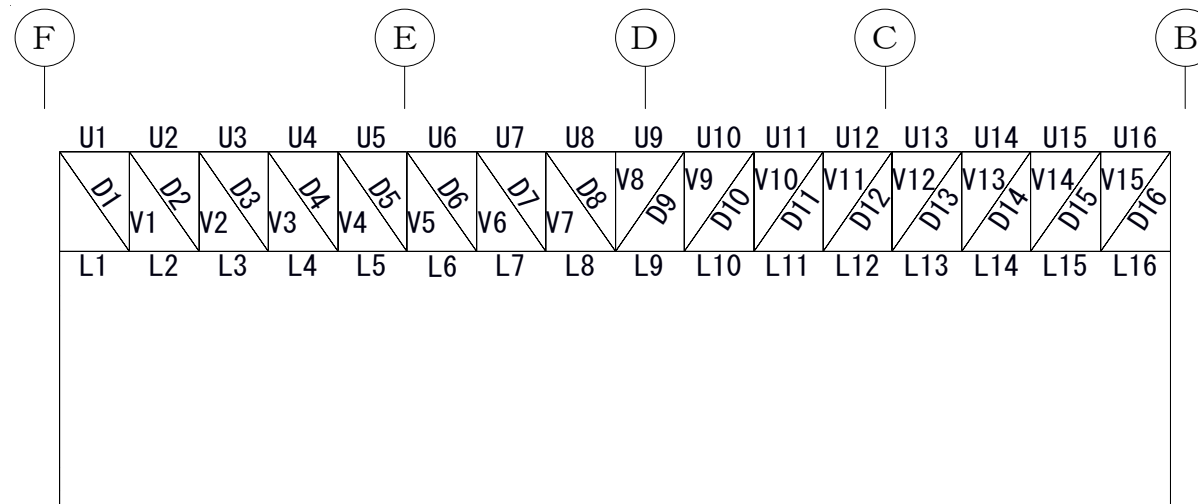 F E D C B
U1 U2 U3 U4 U5 U6 U7 U8 U9 U10 U11 U12 U13 U14 U15 U16
D1 D2 D3 D4 D5 D6 D7 D8 D9 D10 D11 D12 D13 D14 D15 D16
V1 V2 V3 V4 V5 V6 V7 V8 V9 V10 V11 V12 V13 V14 V15
L1 L2 L3 L4 L5 L6 L7 L8 L9 L10 L11 L12 L13 L14 L15 L16